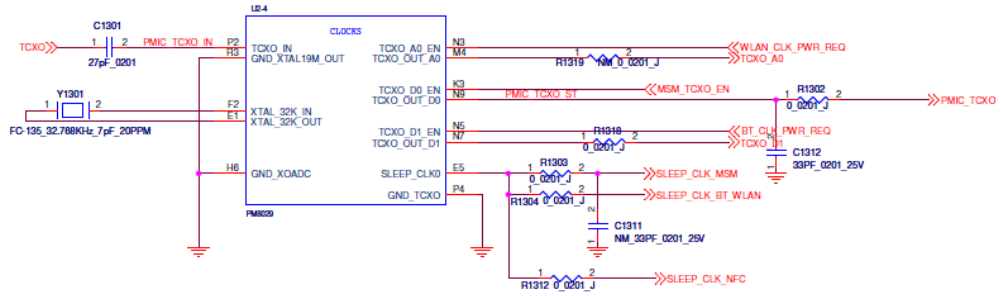 U2-4
C1301
CLOCKS
TCXO
1
2
PMIC_TCXO_IN
P2
TCXO_IN
TCXO_A0_EN
N3
WLAN_CLK_PWR_REQ
R3
GND_XTAL19M_OUT
TCXO_OUT_A0
M4
1
2
TCXO_A0
27pF_0201
R1319
NM_0_0201_J
Y1301
TCXO_D0_EN
K3
MSM_TCXO_EN
R1302
1
2
F2
XTAL_32K_IN
TCXO_OUT_D0
N9
PMIC_TCXO_ST
1
2
PMIC_TCXO
E1
XTAL_32K_OUT
0_0201_J
FC-135_32.768KHz_7pF_20PPM
TCXO_D1_EN
N5
R1318
BT_CLK_PWR_REQ
TCXO_OUT_D1
N7
1
2
TCXO_D1
0_0201_J
2
C1312
1
33PF_0201_25V
R1303
H6
GND_XOADC
SLEEP_CLK0
E5
1
2
SLEEP_CLK_MSM
0_0201_J
GND_TCXO
P4
1
2
SLEEP_CLK_BT_WLAN
R1304
0_0201_J
PM8029
2
C1311
1
NM_33PF_0201_25V
1
2
SLEEP_CLK_NFC
R1312
0_0201_J